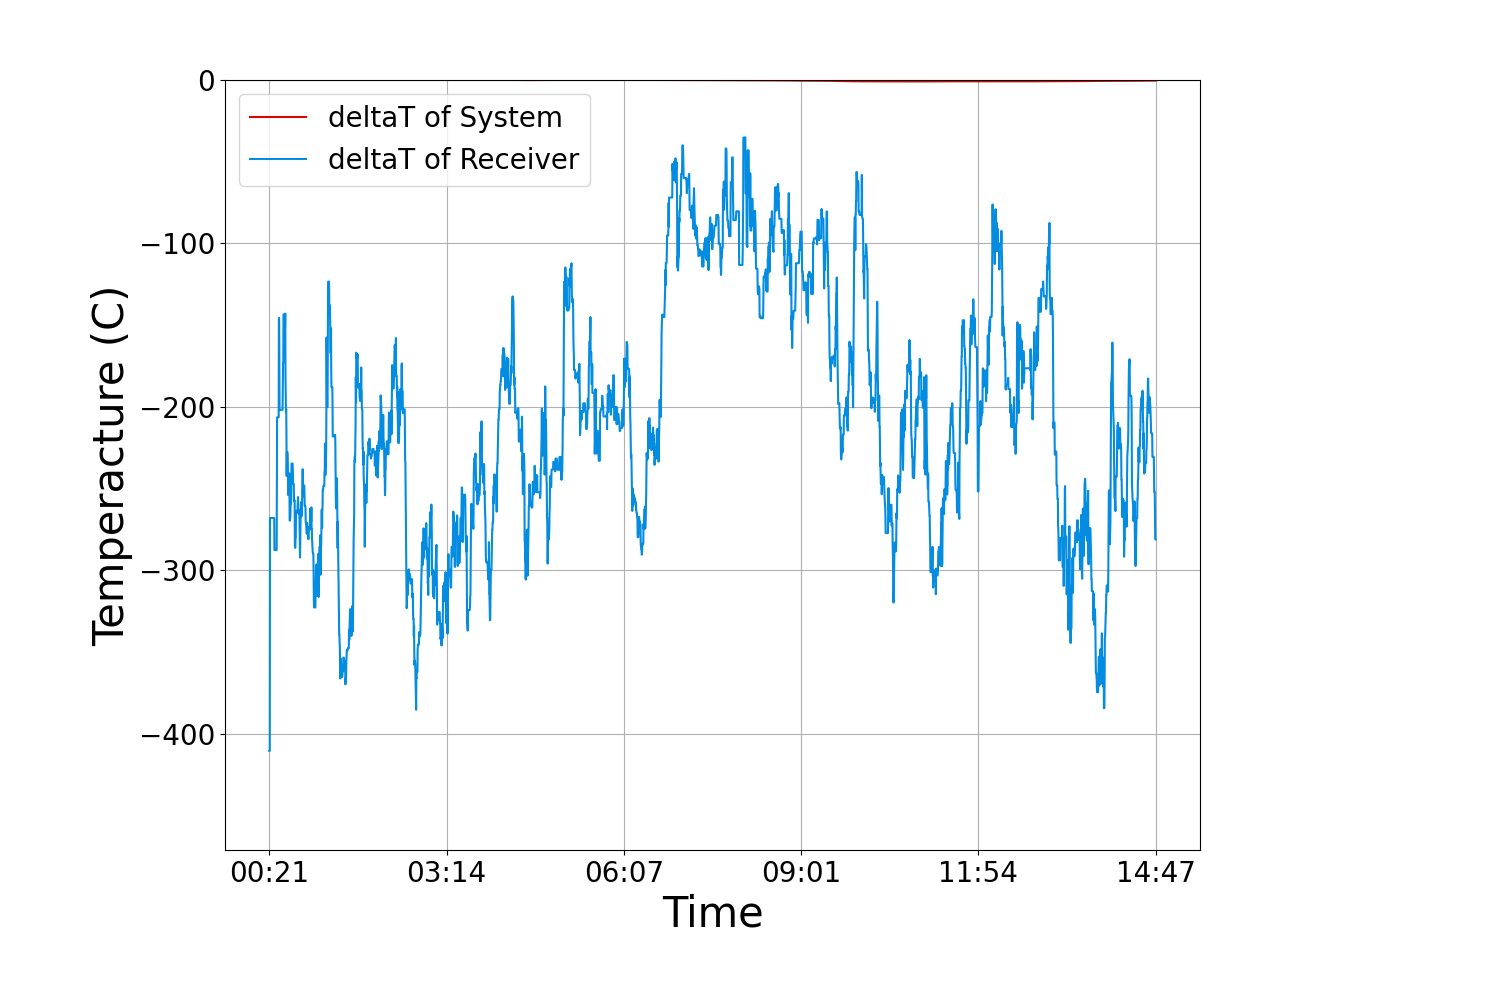 0
deltaT of System
deltaT of Receiver
−100
−200
−300
−400
Temperacture (C)
00:21 03:14 06:07 09:01 11:54 14:47
Time